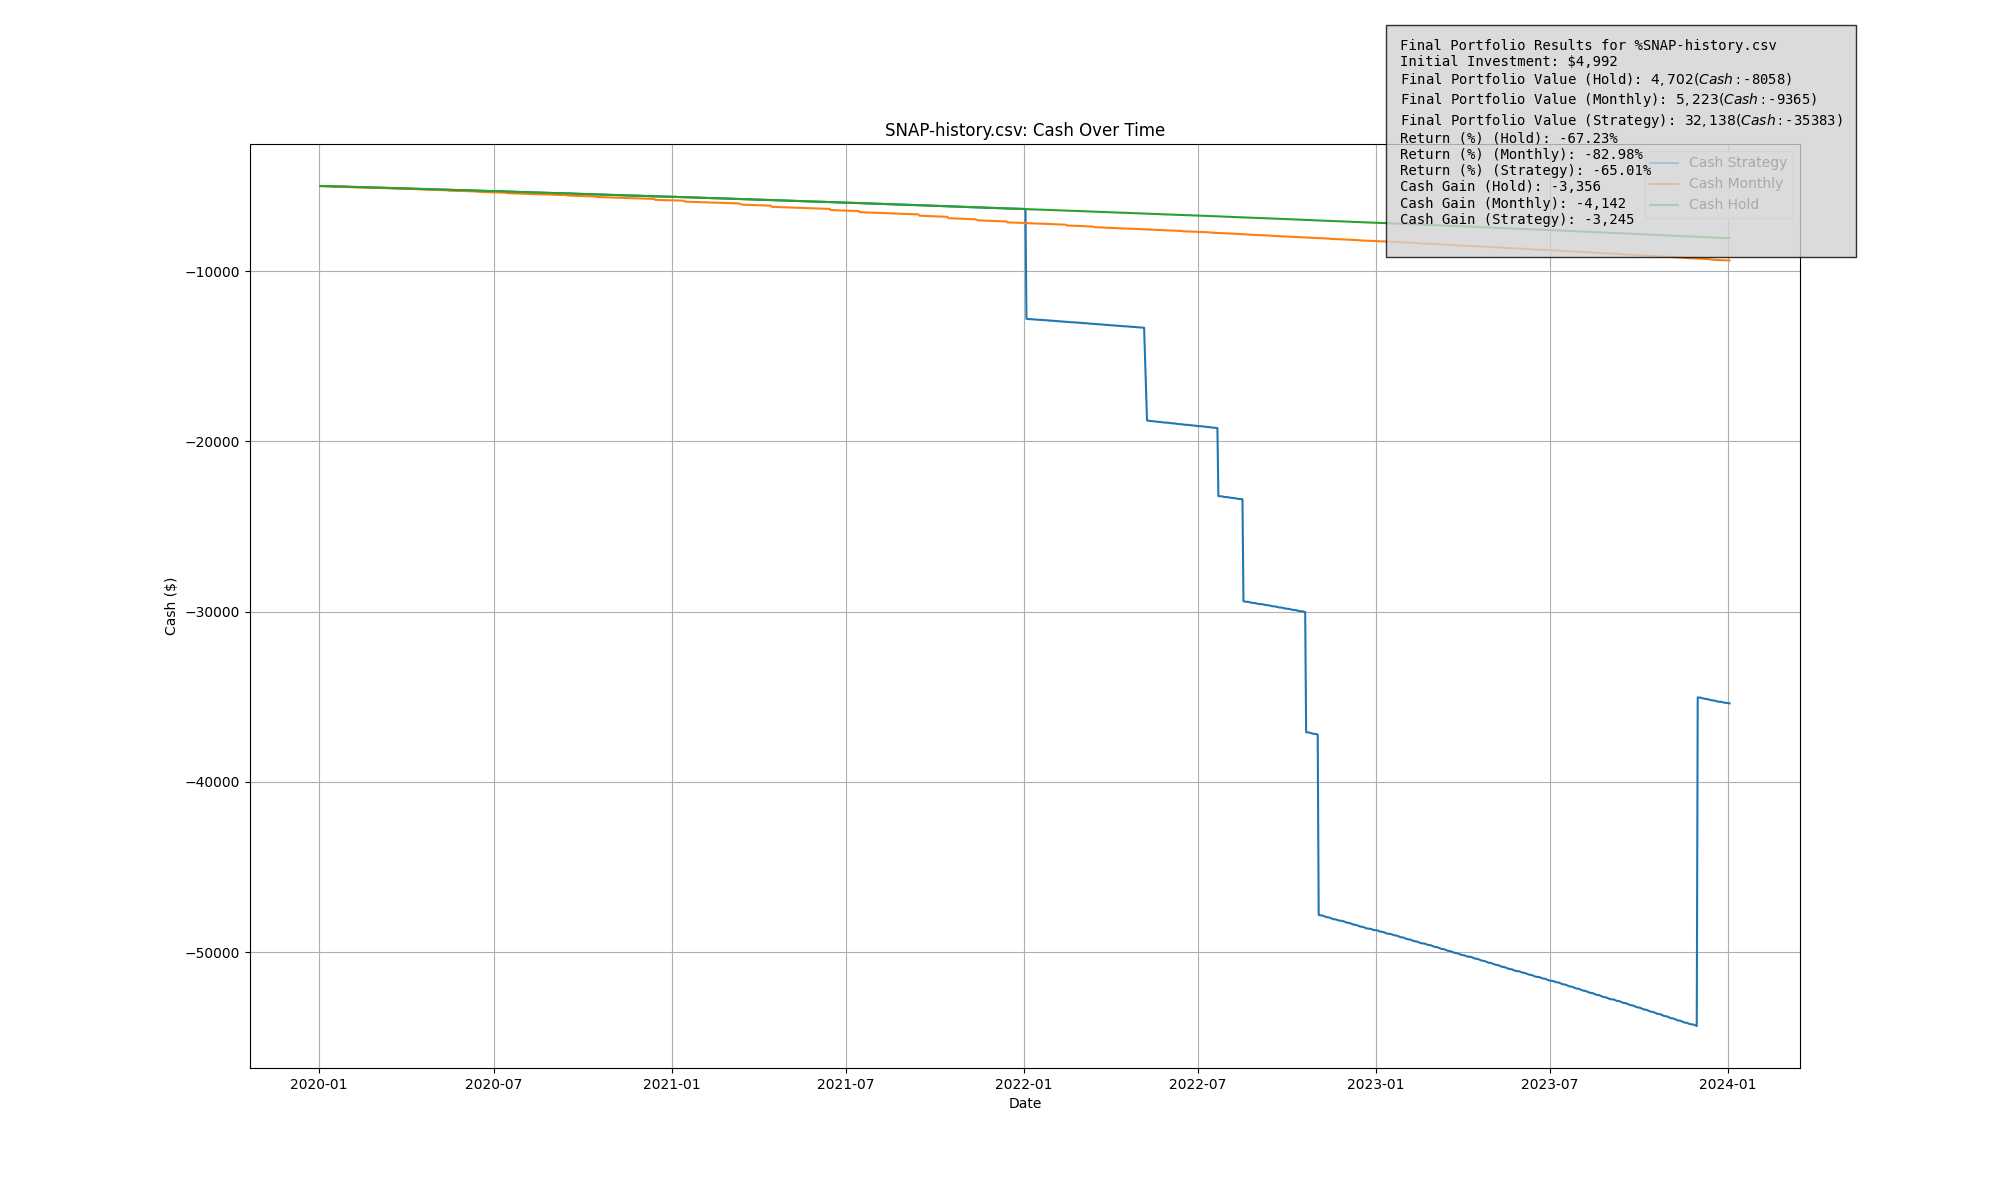 Final Portfolio Results for %SNAP-history.csv
Initial Investment: $4,992
Final Portfolio Value (Hold): 4,702(Cash:-8058)
Final Portfolio Value (Monthly): 5,223(Cash:-9365)
Final Portfolio Value (Strategy): 32,138(Cash:-35383)
Return (%) (Hold): -67.23%
Return (%) (Monthly): -82.98%
Return (%) (Strategy): -65.01%
Cash Gain (Hold): -3,356
Cash Gain (Monthly): -4,142
Cash Gain (Strategy): -3,245
Cash Strategy
Cash Monthly
Cash Hold
SNAP-history.csv: Cash Over Time
−10000
−20000
−30000
−40000
−50000
Cash ($)
2020-01 2020-07 2021-01 2021-07 2022-01 2022-07 2023-01 2023-07 2024-01
Date